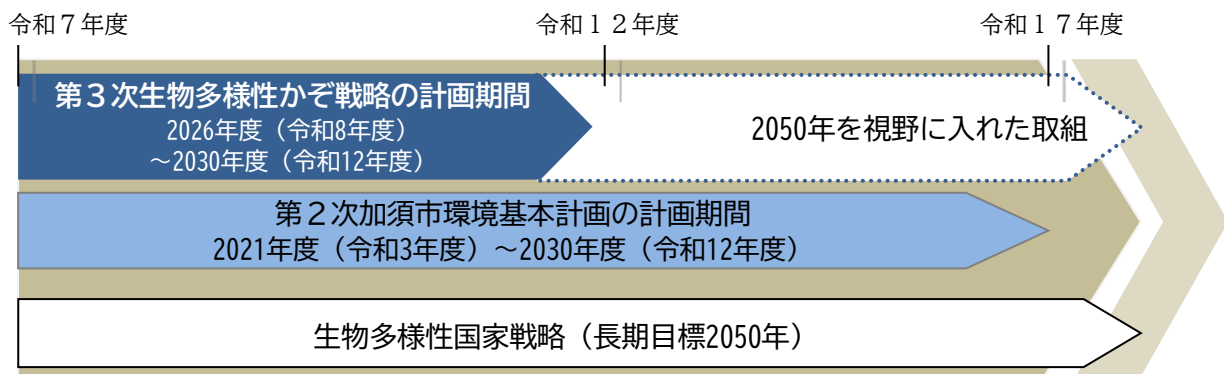 令和７年度
令和１２年度
令和１７年度
第３次生物多様性かぞ戦略の計画期間
2026年度（令和8年度）
～2030年度（令和12年度）
2050年を視野に入れた取組
第２次加須市環境基本計画の計画期間
2021年度（令和3年度）～2030年度（令和12年度）
生物多様性国家戦略（長期目標2050年）